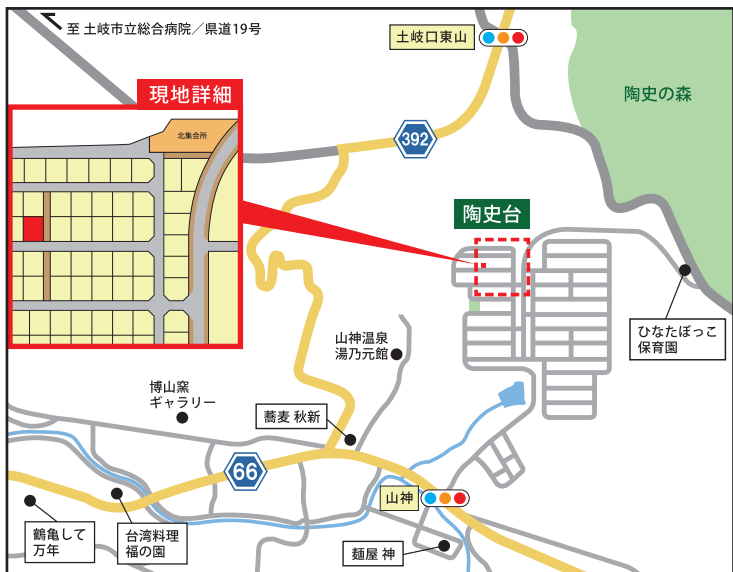 至 土岐市立総合病院／県道19号
土岐口東山
陶史の森
現地詳細
北集会所
392
陶史台
ひなたぼっこ
保育園
山神温泉
湯乃元館
博山窯
ギャラリー
蕎麦 秋新
66
山神
鶴亀して
万年
台湾料理
福の園
麺屋 神